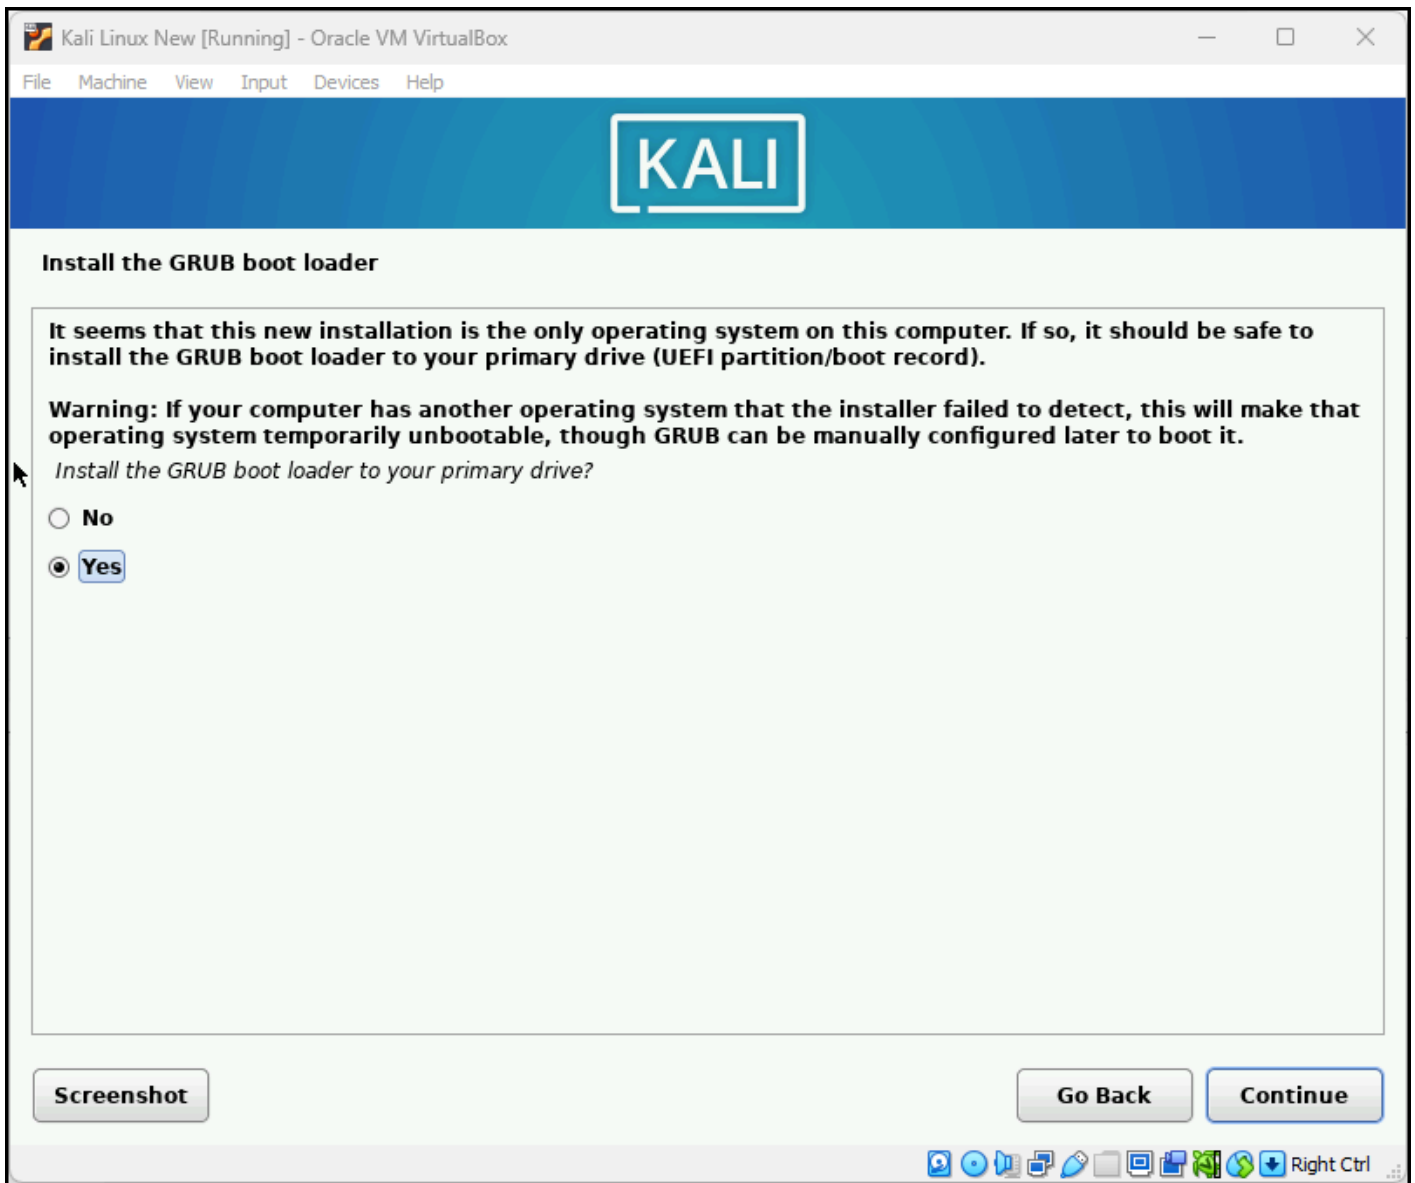 Kali Linux New [Running] - Oracle VM VirtualBox
File Machine View Input Devices Help
KALI
Install the GRUB boot loader
It seems that this new installation is the only operating system on this computer. If so, it should be safe to
install the GRUB boot loader to your primary drive (UEFI partition/boot record).
Warning: If your computer has another operating system that the installer failed to detect, this will make that
operating system temporarily unbootable, though GRUB can be manually configured later to boot it.
Install the GRUB boot loader to your primary drive?
No
Yes
Screenshot Go Back Continue
Right Ctrl